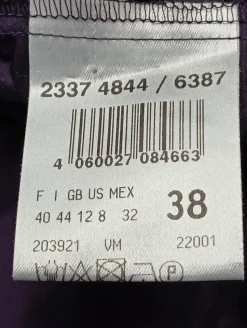 2337 4844 / 6387
4 060027 084663
F I GB US MEX
40 44 12 8 32 38
203921 VM 22001
P